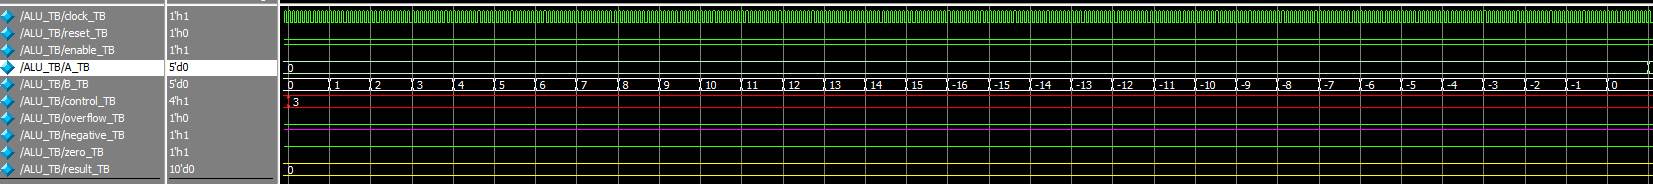 /ALU_TB/clock_TB 1'h1
/ALU_TB/reset_TB 1'h0
/ALU_TB/enable_TB 1'h1
/ALU_TB/A_TB 5'd0 0
/ALU_TB/B_TB 5'd0 0 1 2 3 4 5 6 7 8 9 10 11 12 13 14 15 -16 -15 -14 -13 -12 -11 -10 -9 -8 -7 -6 -5 -4 -3 -2 -1 0
/ALU_TB/control_TB 4'h1 3
/ALU_TB/overflow_TB 1'h0
/ALU_TB/negative_TB 1'h1
/ALU_TB/zero_TB 1'h1
/ALU_TB/result_TB 10'd0 0